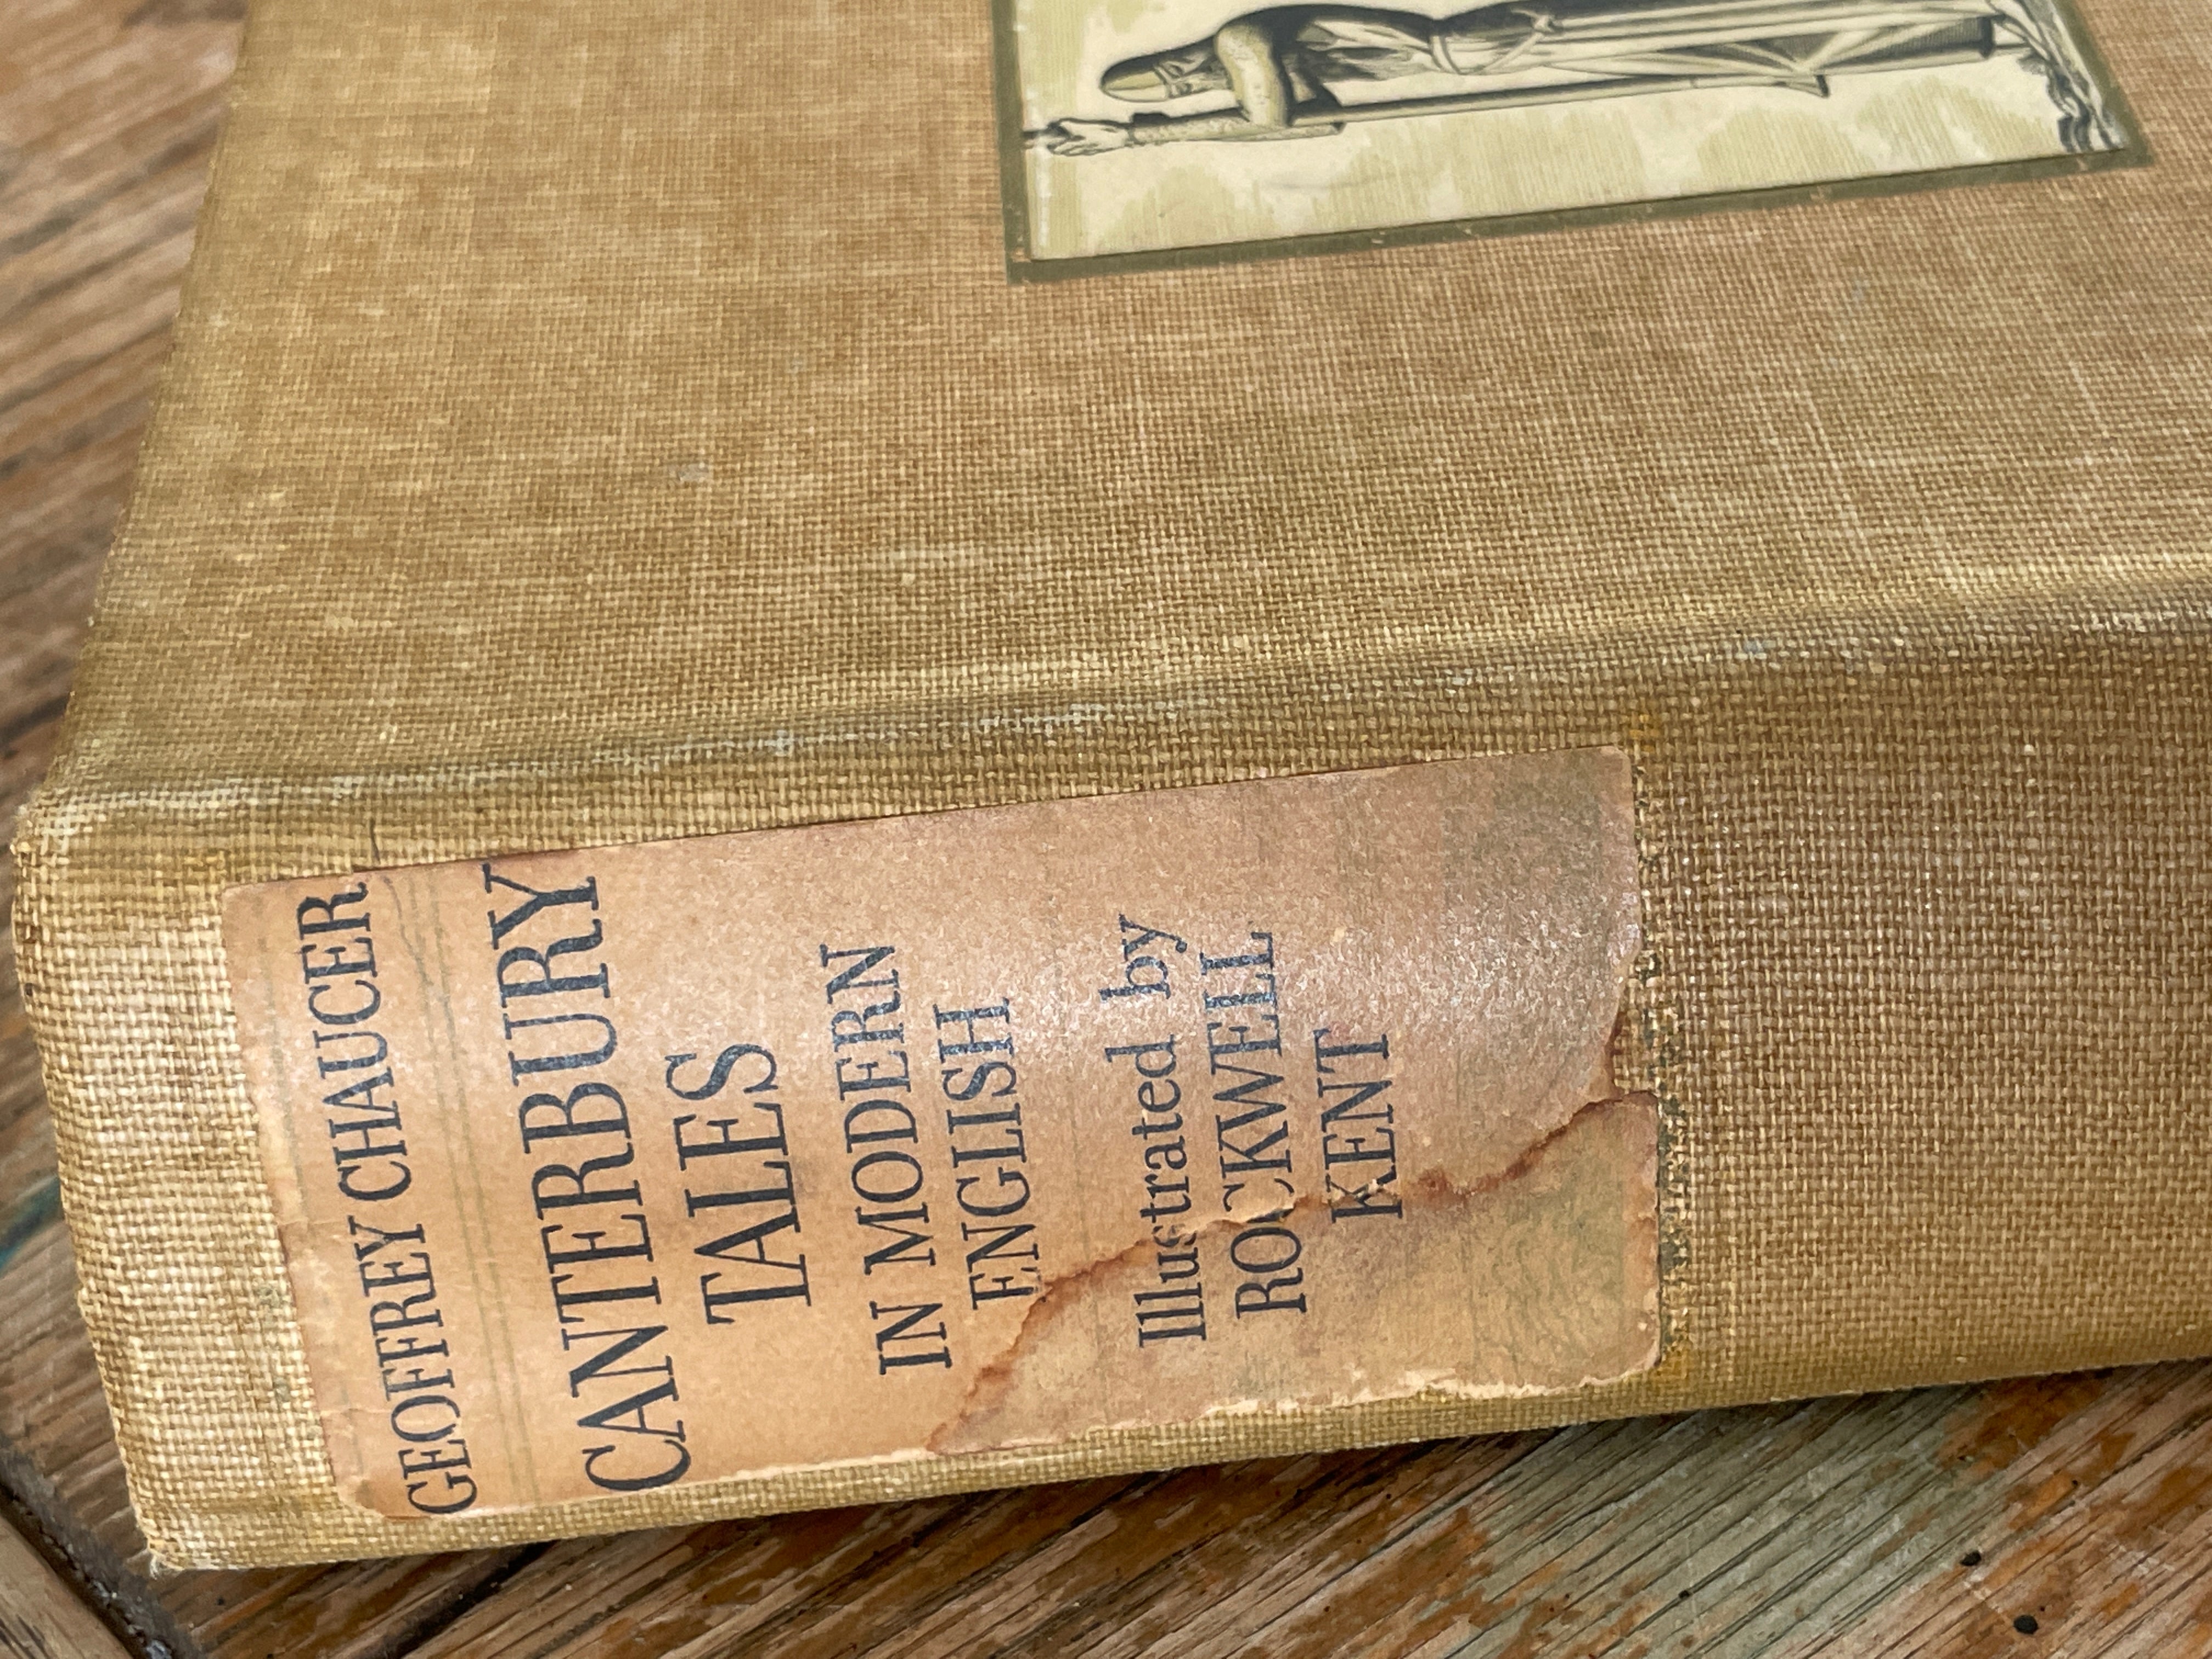 GEOFFREY CHAUCER
CANTERBURY
TALES
IN MODERN
ENGLISH
Illustrated by
ROCKWELL
KENT